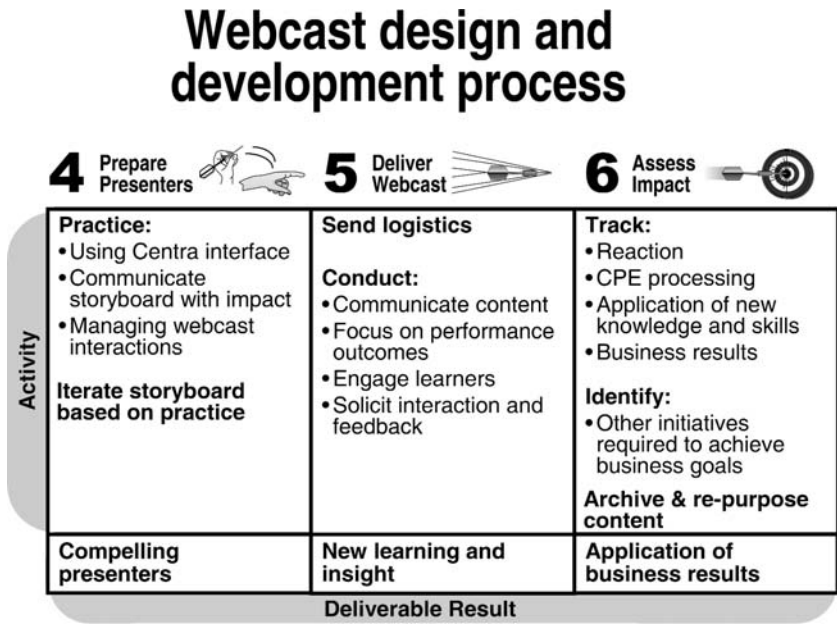 Webcast design and
development process
4 Prepare
Presenters
5 Deliver
Webcast
6 Assess
Impact
Activity
Practice:
• Using Centra interface
• Communicate
storyboard with impact
• Managing webcast
interactions
Iterate storyboard
based on practice
Send logistics
Conduct:
• Communicate content
• Focus on performance
outcomes
• Engage learners
• Solicit interaction and
feedback
Track:
• Reaction
• CPE processing
• Application of new
knowledge and skills
• Business results
Identify:
• Other initiatives
required to achieve
business goals
Archive & re-purpose
content
Compelling
presenters
New learning and
insight
Application of
business results
Deliverable Result